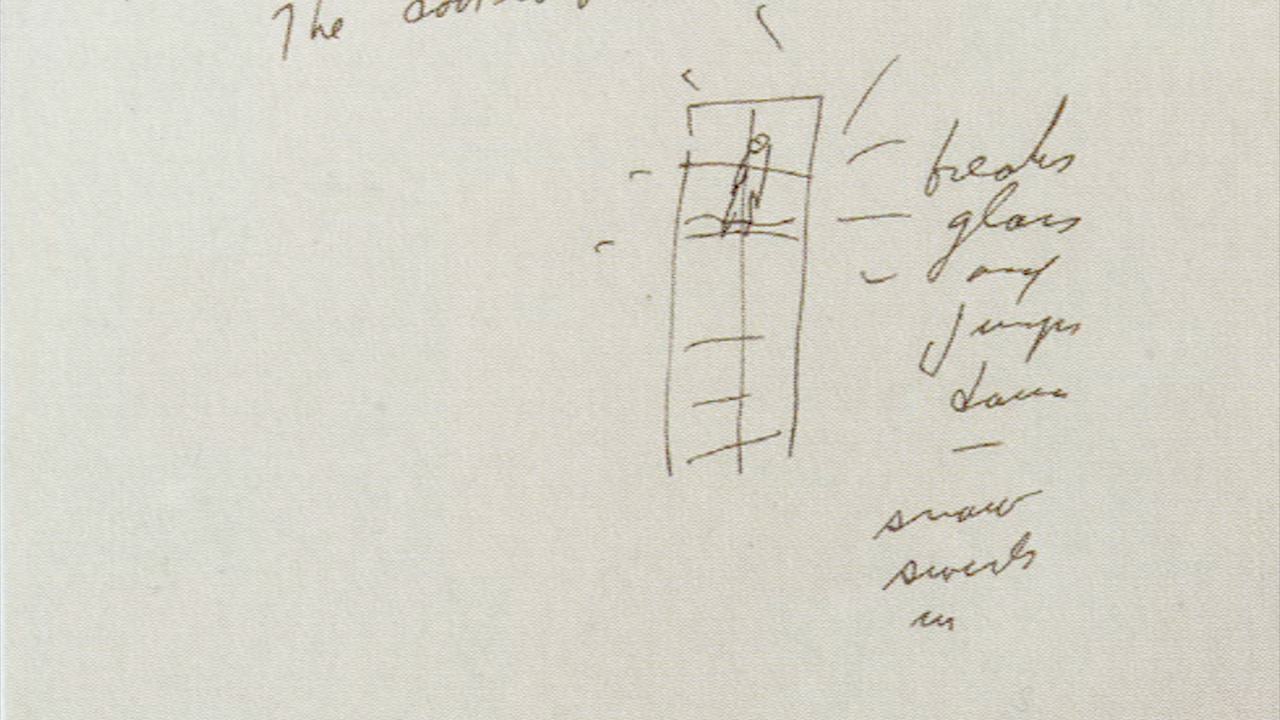 The
breaks
glass
and
jumps
down
—
snow
swirls
in